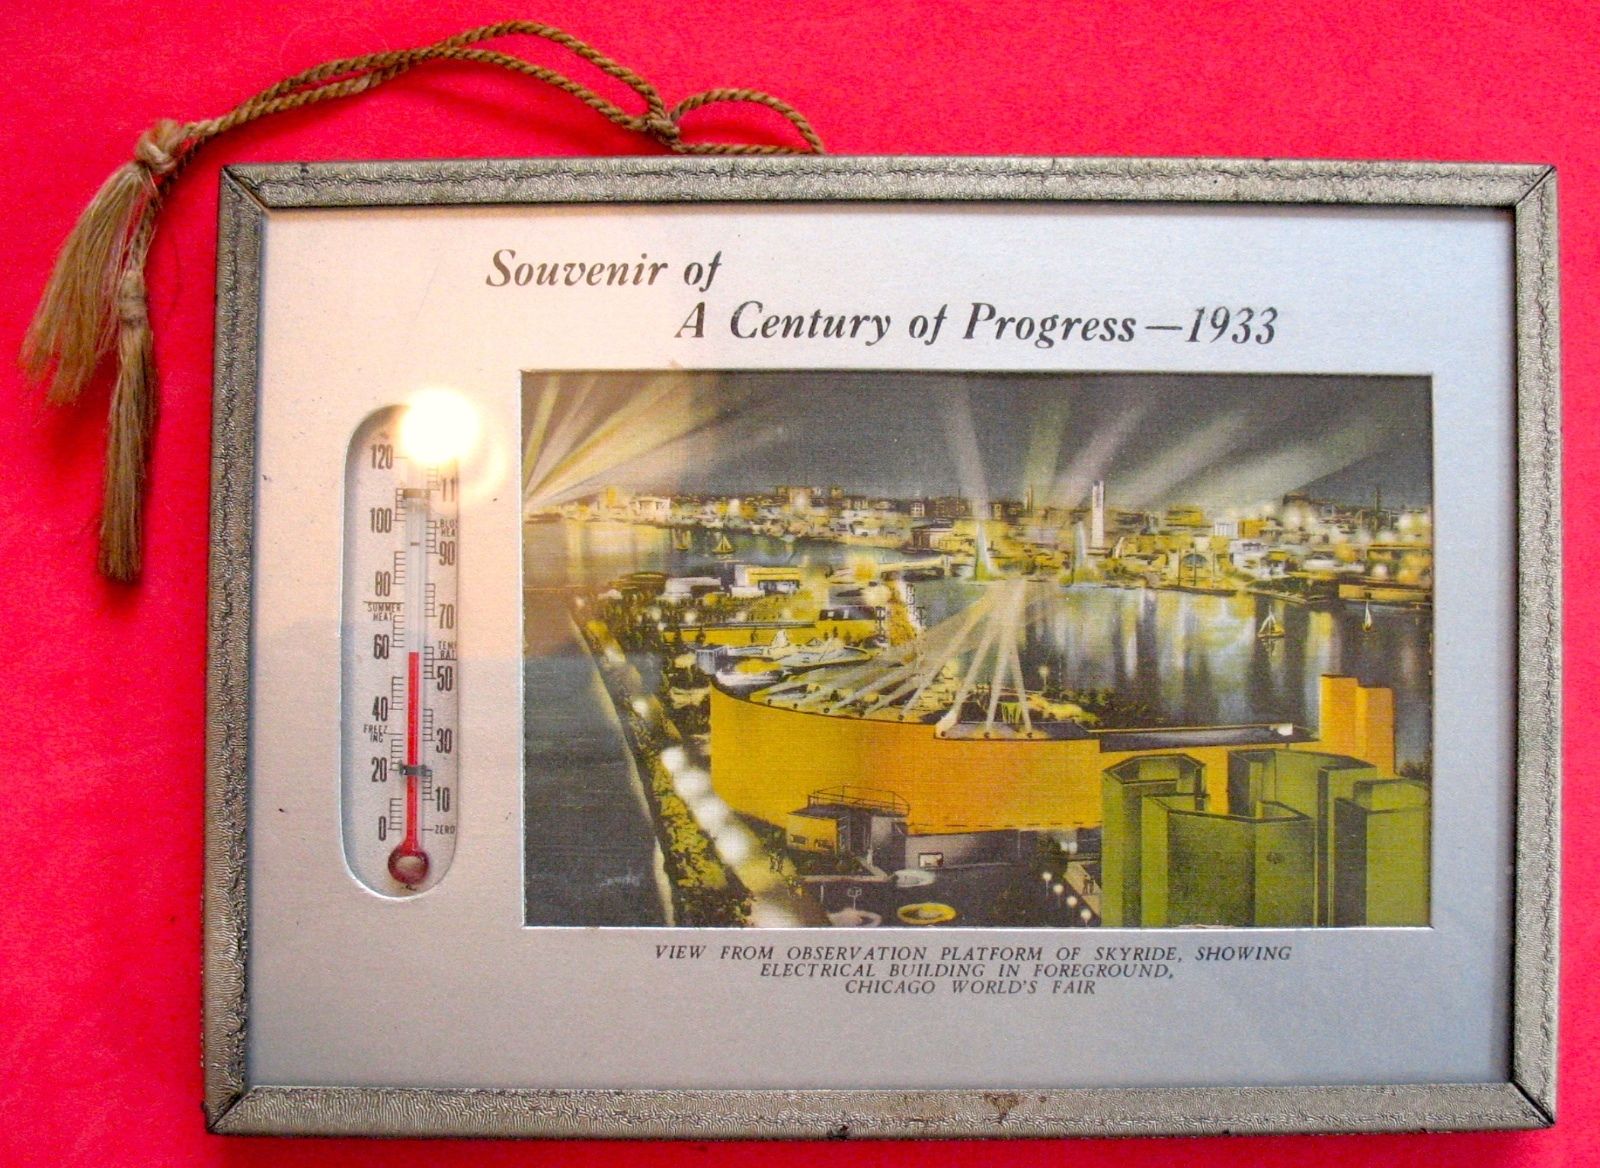 Souvenir of
A Century of Progress—1933
120
100
90
80
SUMMER
HEAT
70
60
50
40
FREEZ
ING
30
20
10
0
ZERO
VIEW FROM OBSERVATION PLATFORM OF SKYRIDE, SHOWING
ELECTRICAL BUILDING IN FOREGROUND,
CHICAGO WORLD'S FAIR